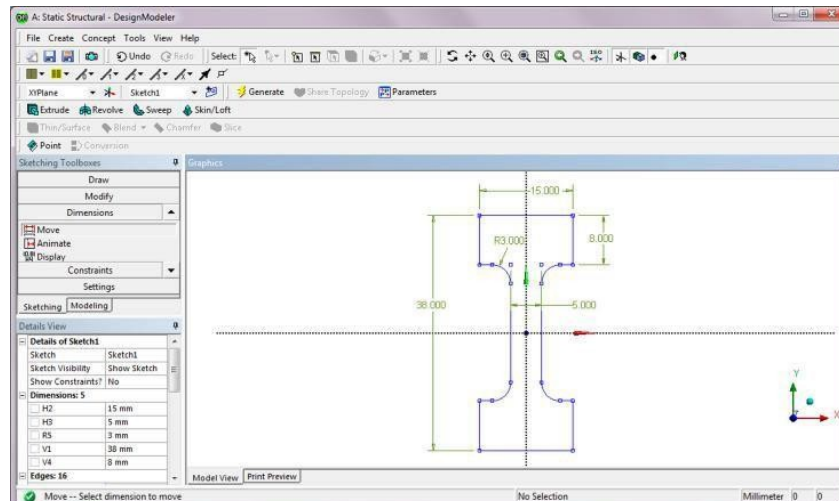 A: Static Structural - DesignModeler
File Create Concept Tools View Help
Undo Redo Select:
XYPlane Sketch1 Generate Share Topology Parameters
Extrude Revolve Sweep Skin/Loft
Thin/Surface Blend Chamfer Slice
Point Conversion
Sketching Toolboxes
Draw
Modify
Dimensions
Move
Animate
Display
Constraints
Settings
Sketching Modeling
Details View
Details of Sketch1
Sketch Sketch1
Sketch Visibility Show Sketch
Show Constraints? No
Dimensions: 5
H2 15 mm
H3 5 mm
R5 3 mm
V1 38 mm
V4 8 mm
Edges: 16
Graphics
15.000
R3.000
8.000
38.000
5.000
Y
X
Model View Print Preview
Move -- Select dimension to move No Selection Millimeter 0 0